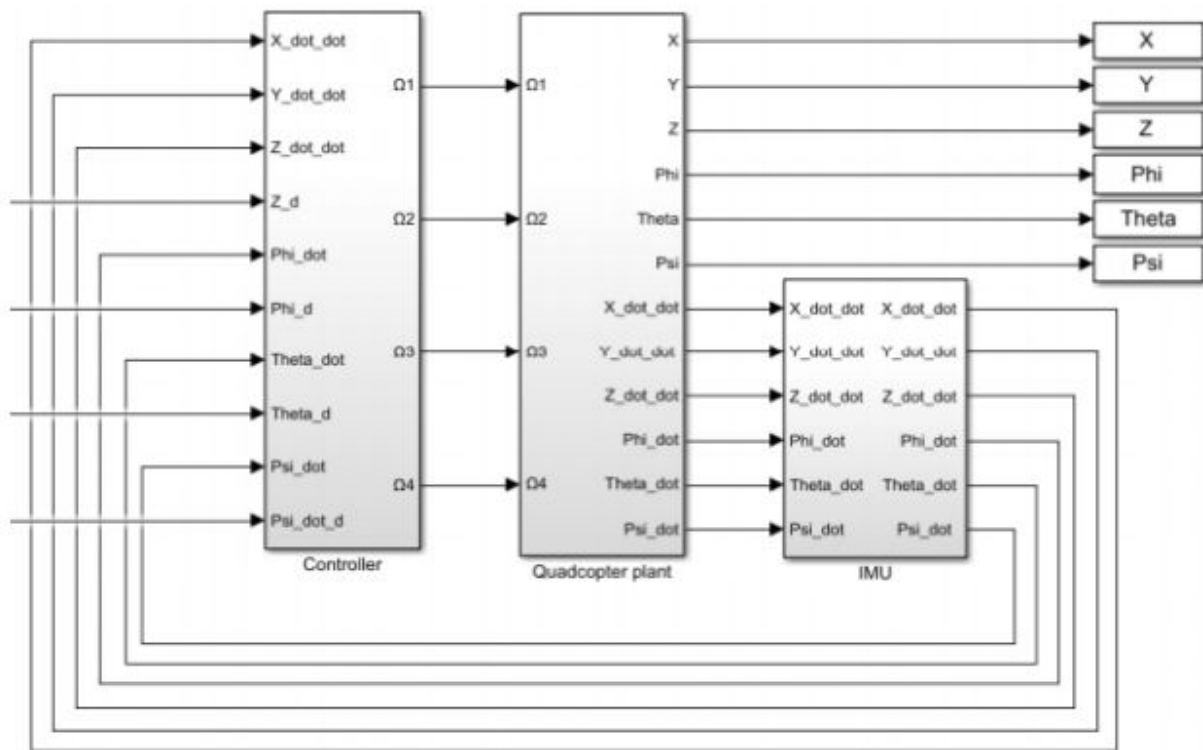 X_dot_dot
Y_dot_dot
Z_dot_dot
Z_d
Phi_dot
Phi_d
Theta_dot
Theta_d
Psi_dot
Psi_dot_d
Ω1
Ω2
Ω3
Ω4
Controller
Ω1
Ω2
Ω3
Ω4
X
Y
Z
Phi
Theta
Psi
X_dot_dot
Y_dot_dot
Z_dot_dot
Phi_dot
Theta_dot
Psi_dot
Quadcopter plant
X_dot_dot
Y_dot_dot
Z_dot_dot
Phi_dot
Theta_dot
Psi_dot
X_dot_dot
Y_dot_dot
Z_dot_dot
Phi_dot
Theta_dot
Psi_dot
IMU
X
Y
Z
Phi
Theta
Psi